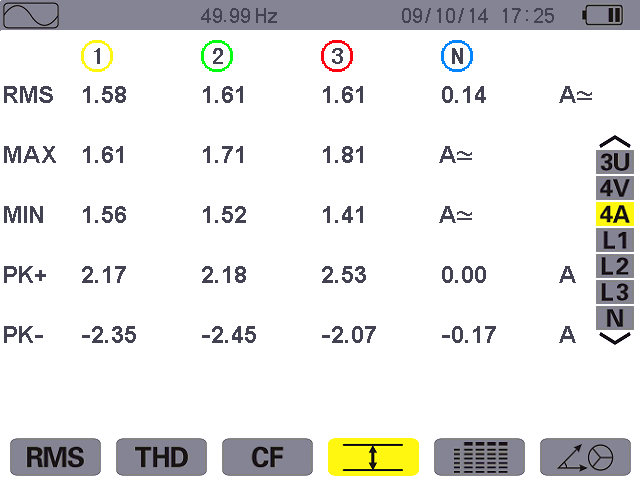 49.99 Hz 09/10/14 17:25
1 2 3 N
RMS 1.58 1.61 1.61 0.14 A≃
MAX 1.61 1.71 1.81 A≃
3U
4V
MIN 1.56 1.52 1.41 A≃
4A
L1
L2
PK+ 2.17 2.18 2.53 0.00 A
L3
N
PK- -2.35 -2.45 -2.07 -0.17 A
RMS THD CF